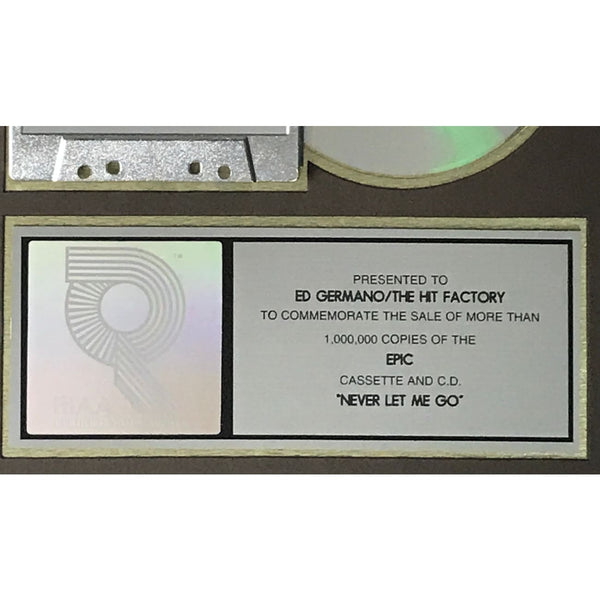 PRESENTED TO
ED GERMANO/THE HIT FACTORY
TO COMMEMORATE THE SALE OF MORE THAN
1,000,000 COPIES OF THE
EPIC
CASSETTE AND C.D.
"NEVER LET ME GO"
TM